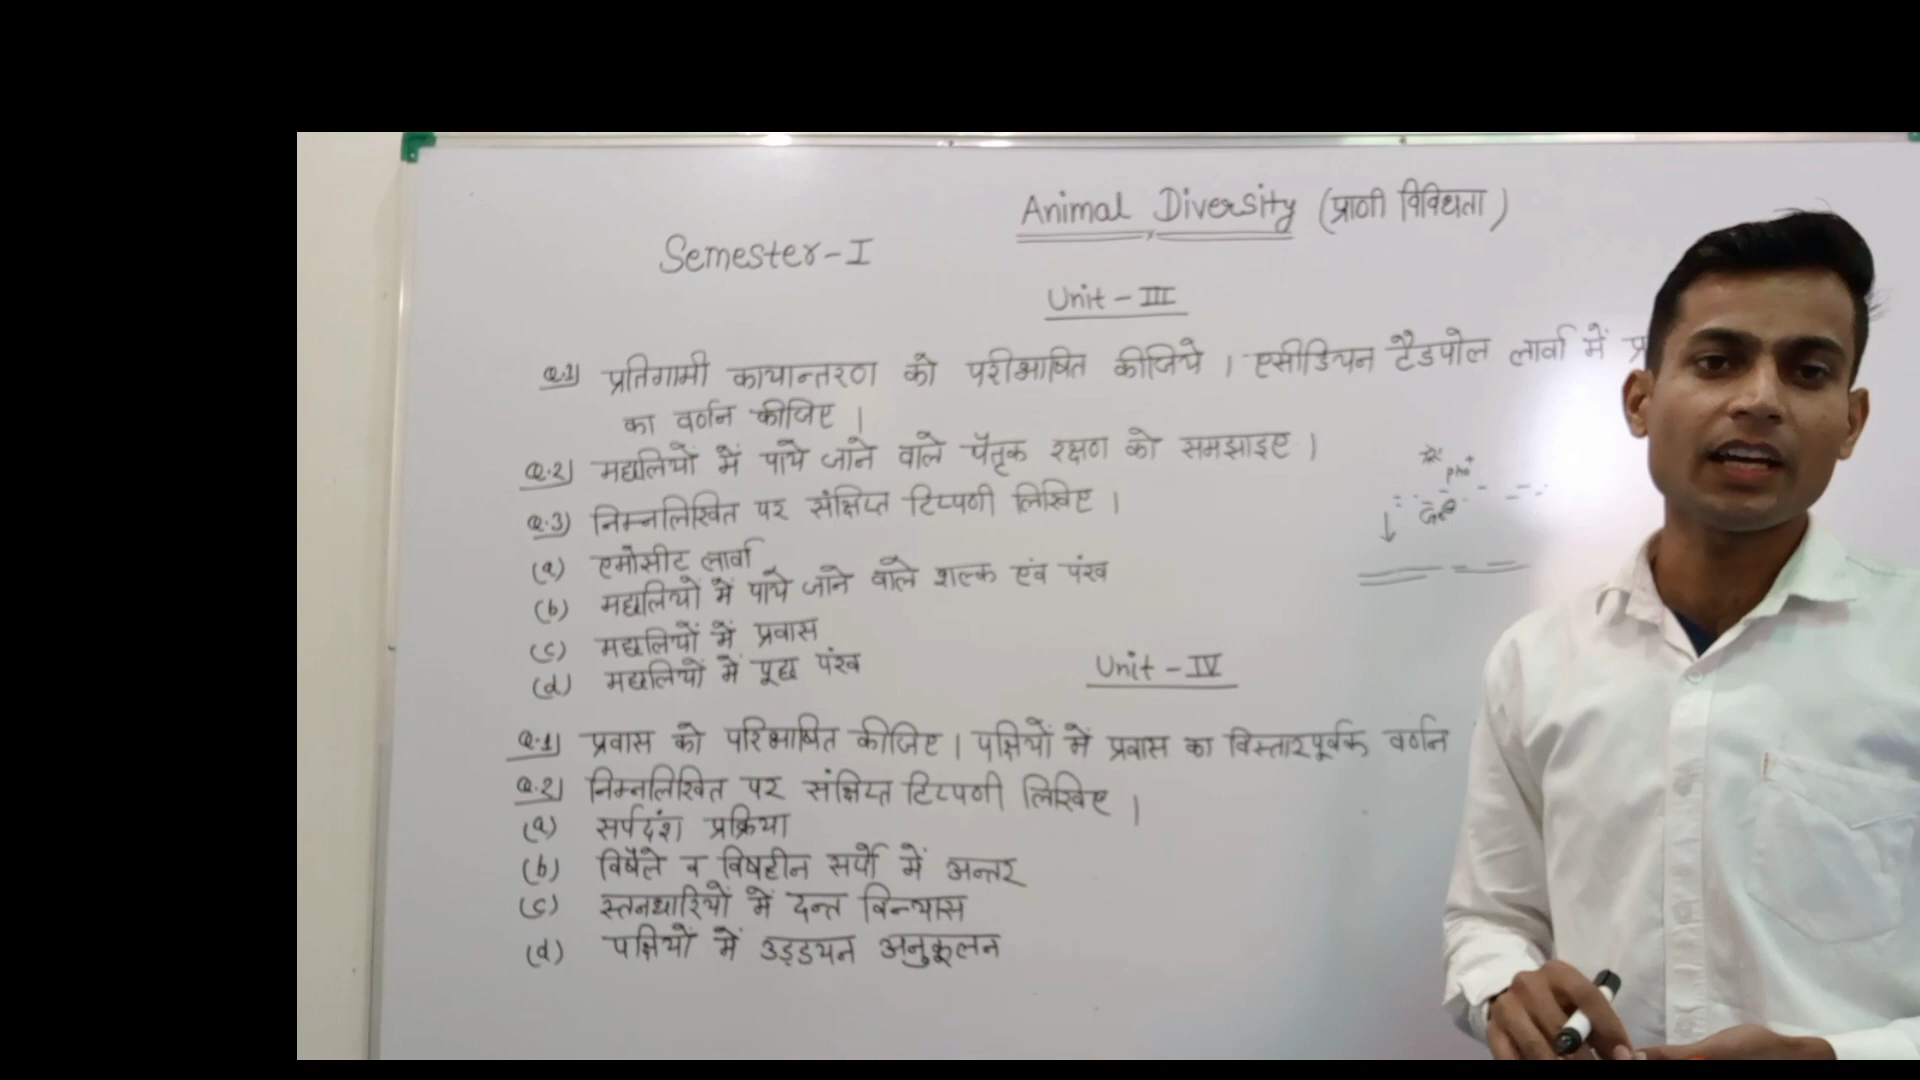 Animal Diversity (प्राणी विविधता)
Semester-I
Unit-III
Q.1) प्रतिगामी कायान्तरण को परीभाषित कीजिये । एसीडियन टैडपोल लार्वा में
का वर्णन कीजिए ।
Q.2) मछलियों में पाये जाने वाले पैतृक रक्षण को समझाइए ।
Q.3) निम्नलिखित पर संक्षिप्त टिप्पणी लिखिए ।
(a) एमोसीट लार्वा
(b) मछलियों में पाये जाने वाले शल्क एंव पंख
(c) मछलियों में प्रवास
(d) मछलियों में पूछ पंख
Unit-IV
Q.1) प्रवास को परिभाषित कीजिए । पक्षियों में प्रवास का विस्तारपूर्वक वर्णन
Q.2) निम्नलिखित पर संक्षिप्त टिप्पणी लिखिए ।
(a) सर्पदंश प्रक्रिया
(b) विषैले व विषहीन सर्पो में अन्तर
(c) स्तनधारियों में दन्त विन्यास
(d) पक्षियों में उड्डयन अनुकूलन